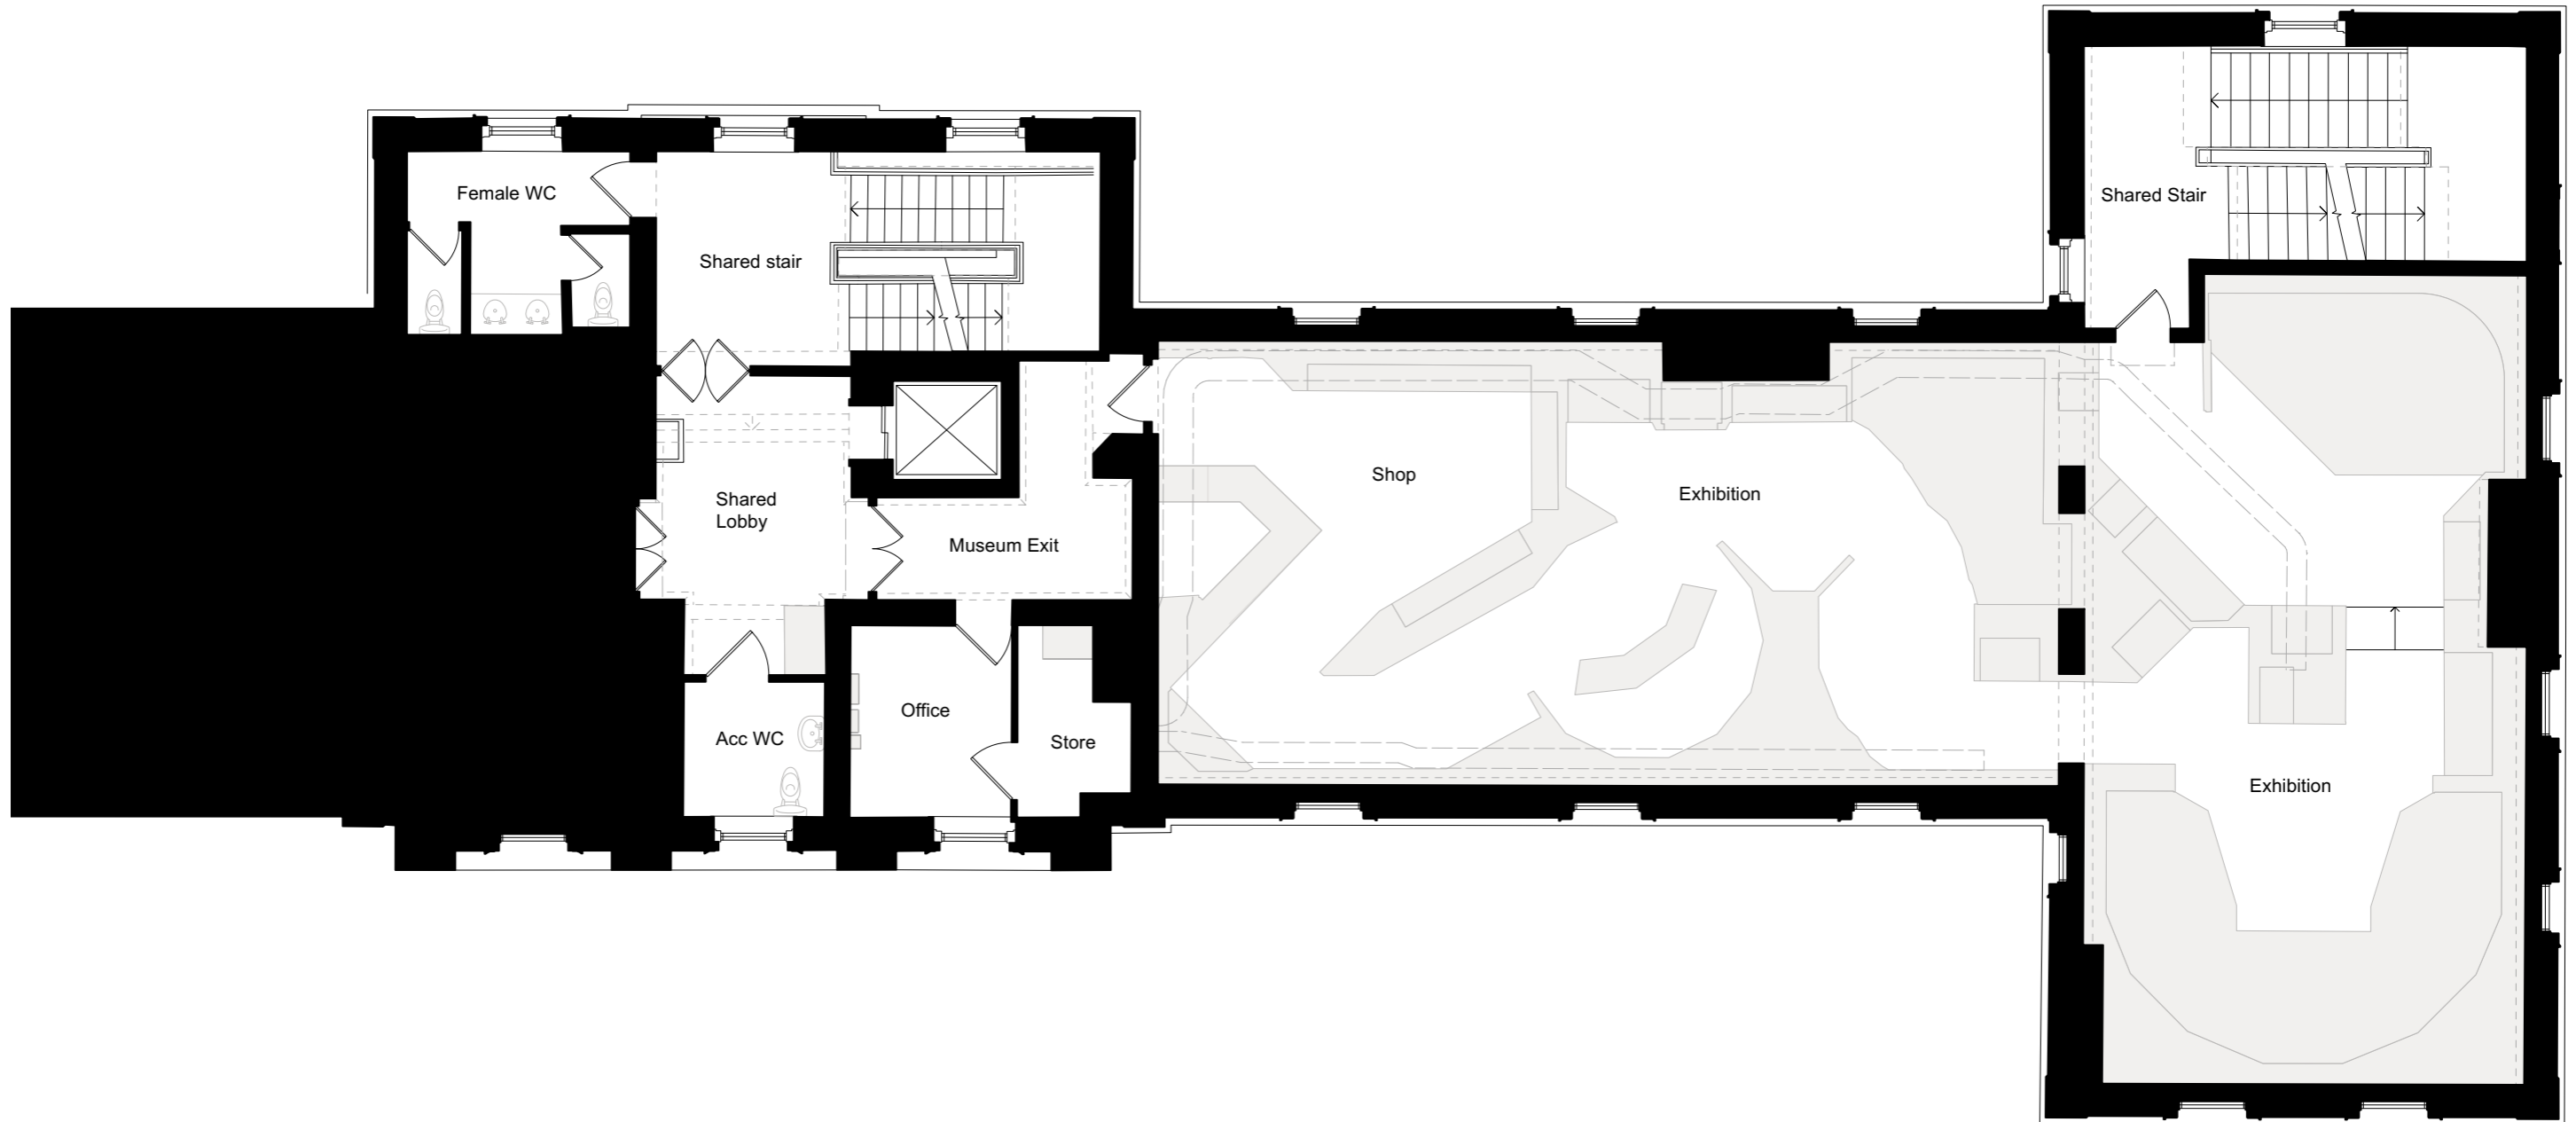 Female WC
Shared stair
Shared Stair
Shop
Exhibition
Shared
Lobby
Museum Exit
Office
Store
Acc WC
Exhibition